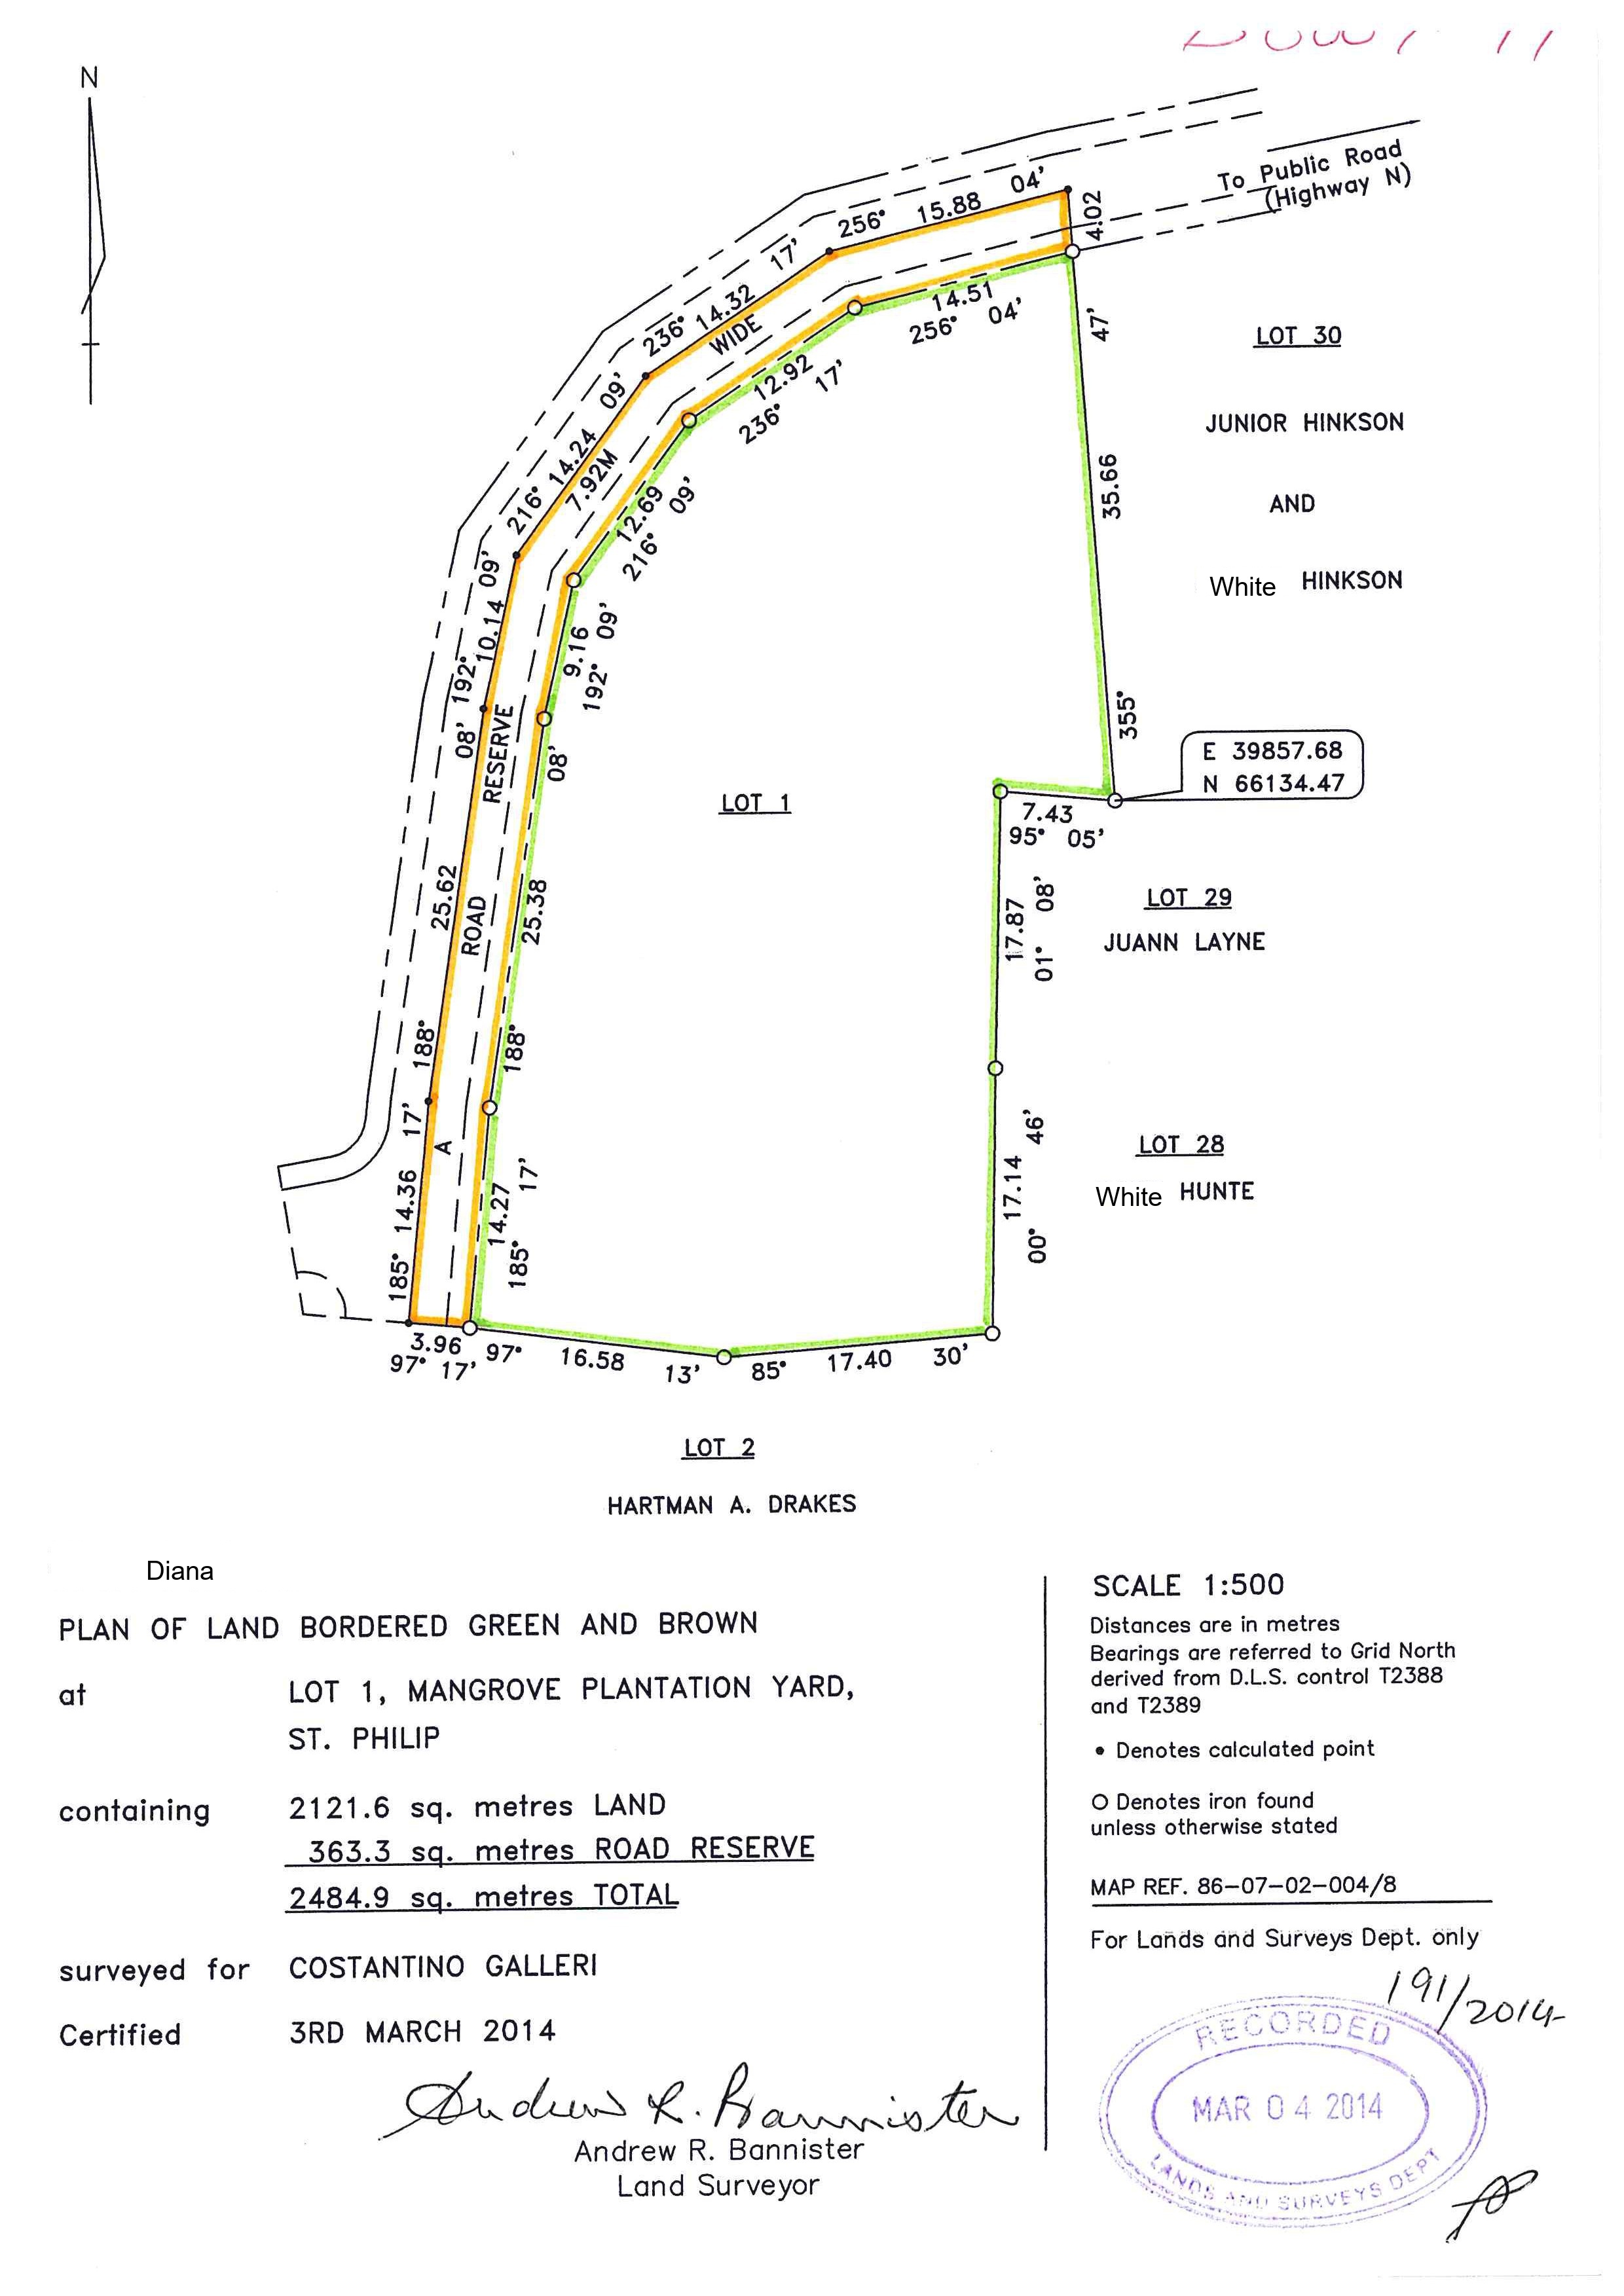 N
To Public Road
(Highway N)
256° 15.88 04'
4.02
236° 14.32 17'
WIDE
14.51
256° 04'
47'
LOT 30
216° 14.24 09'
7.92M
12.92
236° 17'
JUNIOR HINKSON
35.66
AND
12.69
216° 09'
White HINKSON
192° 10.14 09'
9.16
192° 09'
355°
RESERVE
08'
08'
E 39857.68
N 66134.47
LOT 1
7.43
95° 05'
25.62
ROAD
25.38
17.87
01° 08'
LOT 29
JUANN LAYNE
188°
188°
17'
A
46'
LOT 28
14.36
14.27
17'
17.14
White HUNTE
185°
185°
00°
3.96
97° 17'
97° 16.58 13'
85° 17.40 30'
LOT 2
HARTMAN A. DRAKES
Diana
PLAN OF LAND BORDERED GREEN AND BROWN
at LOT 1, MANGROVE PLANTATION YARD,
ST. PHILIP
containing 2121.6 sq. metres LAND
363.3 sq. metres ROAD RESERVE
2484.9 sq. metres TOTAL
surveyed for COSTANTINO GALLERI
Certified 3RD MARCH 2014
Andrew R. Bannister
Andrew R. Bannister
Land Surveyor
SCALE 1:500
Distances are in metres
Bearings are referred to Grid North
derived from D.L.S. control T2388
and T2389
• Denotes calculated point
O Denotes iron found
unless otherwise stated
MAP REF. 86-07-02-004/8
For Lands and Surveys Dept. only
191/2014
RECORDED
MAR 04 2014
LANDS AND SURVEYS DEPT